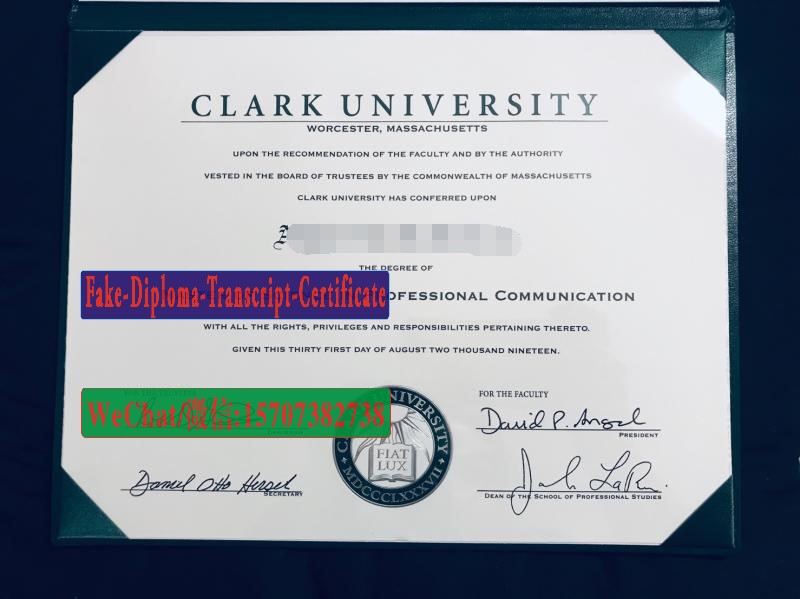 CLARK UNIVERSITY
WORCESTER, MASSACHUSETTS
UPON THE RECOMMENDATION OF THE FACULTY AND BY THE AUTHORITY
VESTED IN THE BOARD OF TRUSTEES BY THE COMMONWEALTH OF MASSACHUSETTS
CLARK UNIVERSITY HAS CONFERRED UPON
THE DEGREE OF
Fake-Diploma-Transcript-Certificate
OFESSIONAL COMMUNICATION
WITH ALL THE RIGHTS, PRIVILEGES AND RESPONSIBILITIES PERTAINING THERETO.
GIVEN THIS THIRTY FIRST DAY OF AUGUST TWO THOUSAND NINETEEN.
FOR THE FACULTY
WeChat/微信:15707382738
David P. Angel
PRESIDENT
NIVERSITY
FIAT
LUX
MDCCCLXXXVII
Daniel Otto Hersel
SECRETARY
DEAN OF THE SCHOOL OF PROFESSIONAL STUDIES